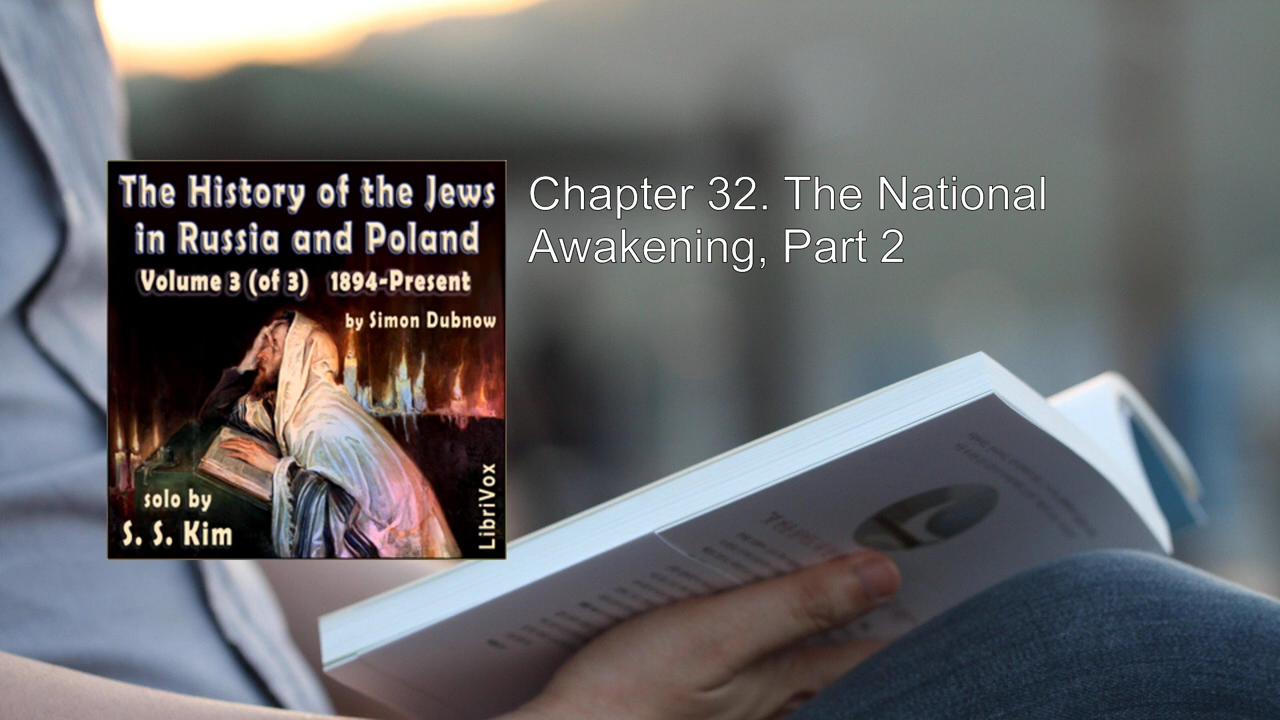 The History of the Jews
in Russia and Poland
Volume 3 (of 3) 1894-Present
by Simon Dubnow
solo by
S. S. Kim
LibriVox
Chapter 32. The National
Awakening, Part 2